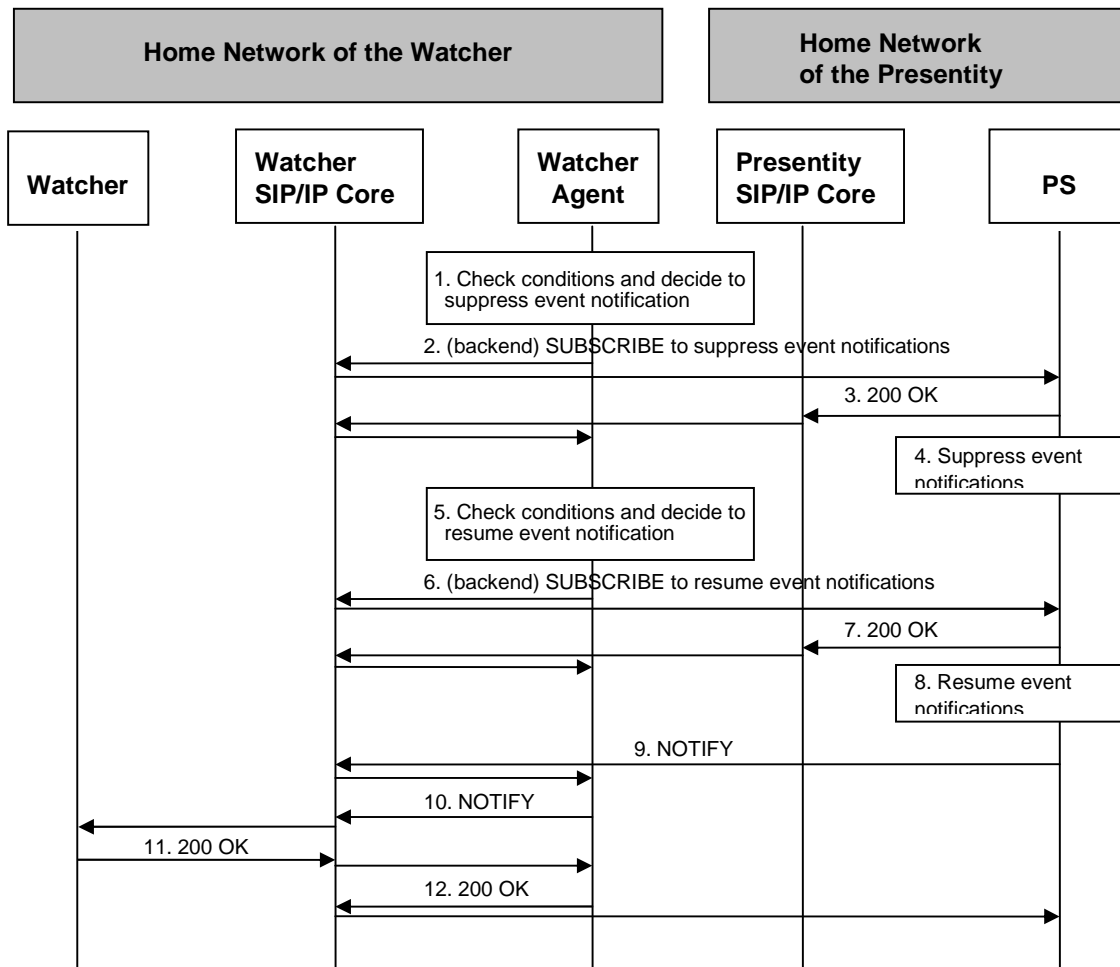 Home Network of the Watcher
Home Network
of the Presentity
Watcher
Watcher
SIP/IP Core
Watcher
Agent
Presentity
SIP/IP Core
PS
1. Check conditions and decide to
suppress event notification
2. (backend) SUBSCRIBE to suppress event notifications
3. 200 OK
4. Suppress event
notifications
5. Check conditions and decide to
resume event notification
6. (backend) SUBSCRIBE to resume event notifications
7. 200 OK
8. Resume event
notifications
9. NOTIFY
10. NOTIFY
11. 200 OK
12. 200 OK